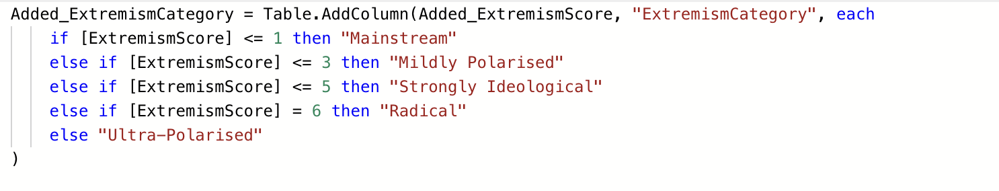 Added_ExtremismCategory = Table.AddColumn(Added_ExtremismScore, "ExtremismCategory", each
if [ExtremismScore] <= 1 then "Mainstream"
else if [ExtremismScore] <= 3 then "Mildly Polarised"
else if [ExtremismScore] <= 5 then "Strongly Ideological"
else if [ExtremismScore] = 6 then "Radical"
else "Ultra-Polarised"
)